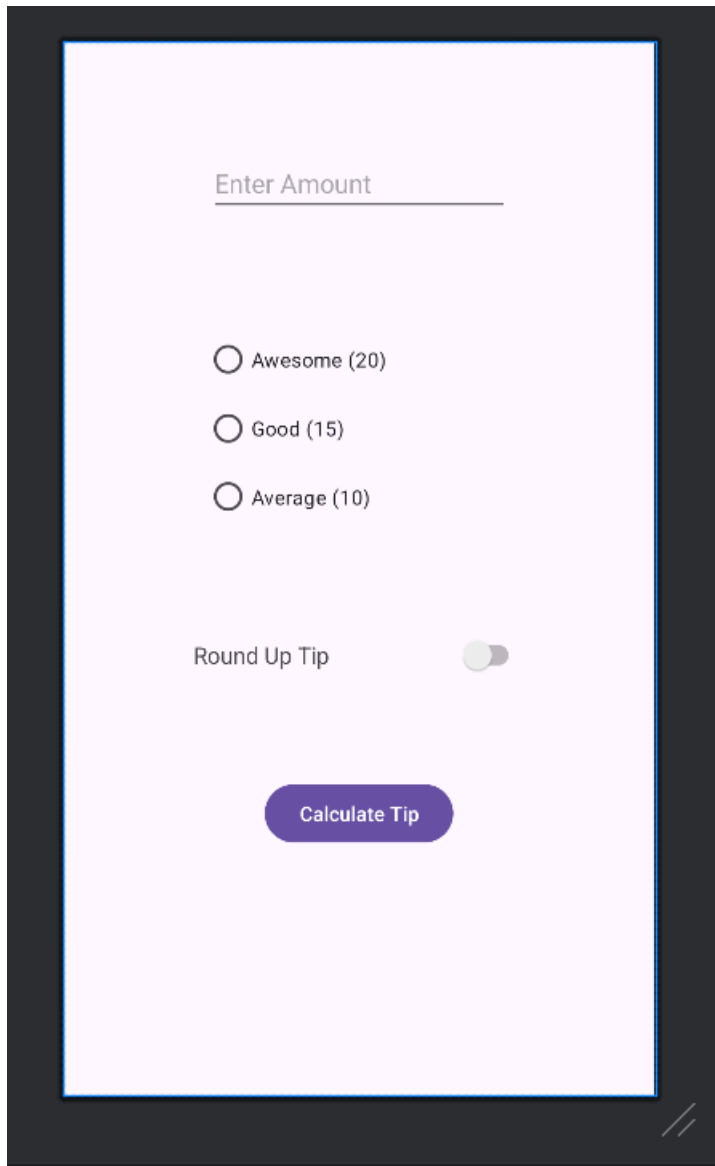 Enter Amount
Awesome (20)
Good (15)
Average (10)
Round Up Tip
Calculate Tip